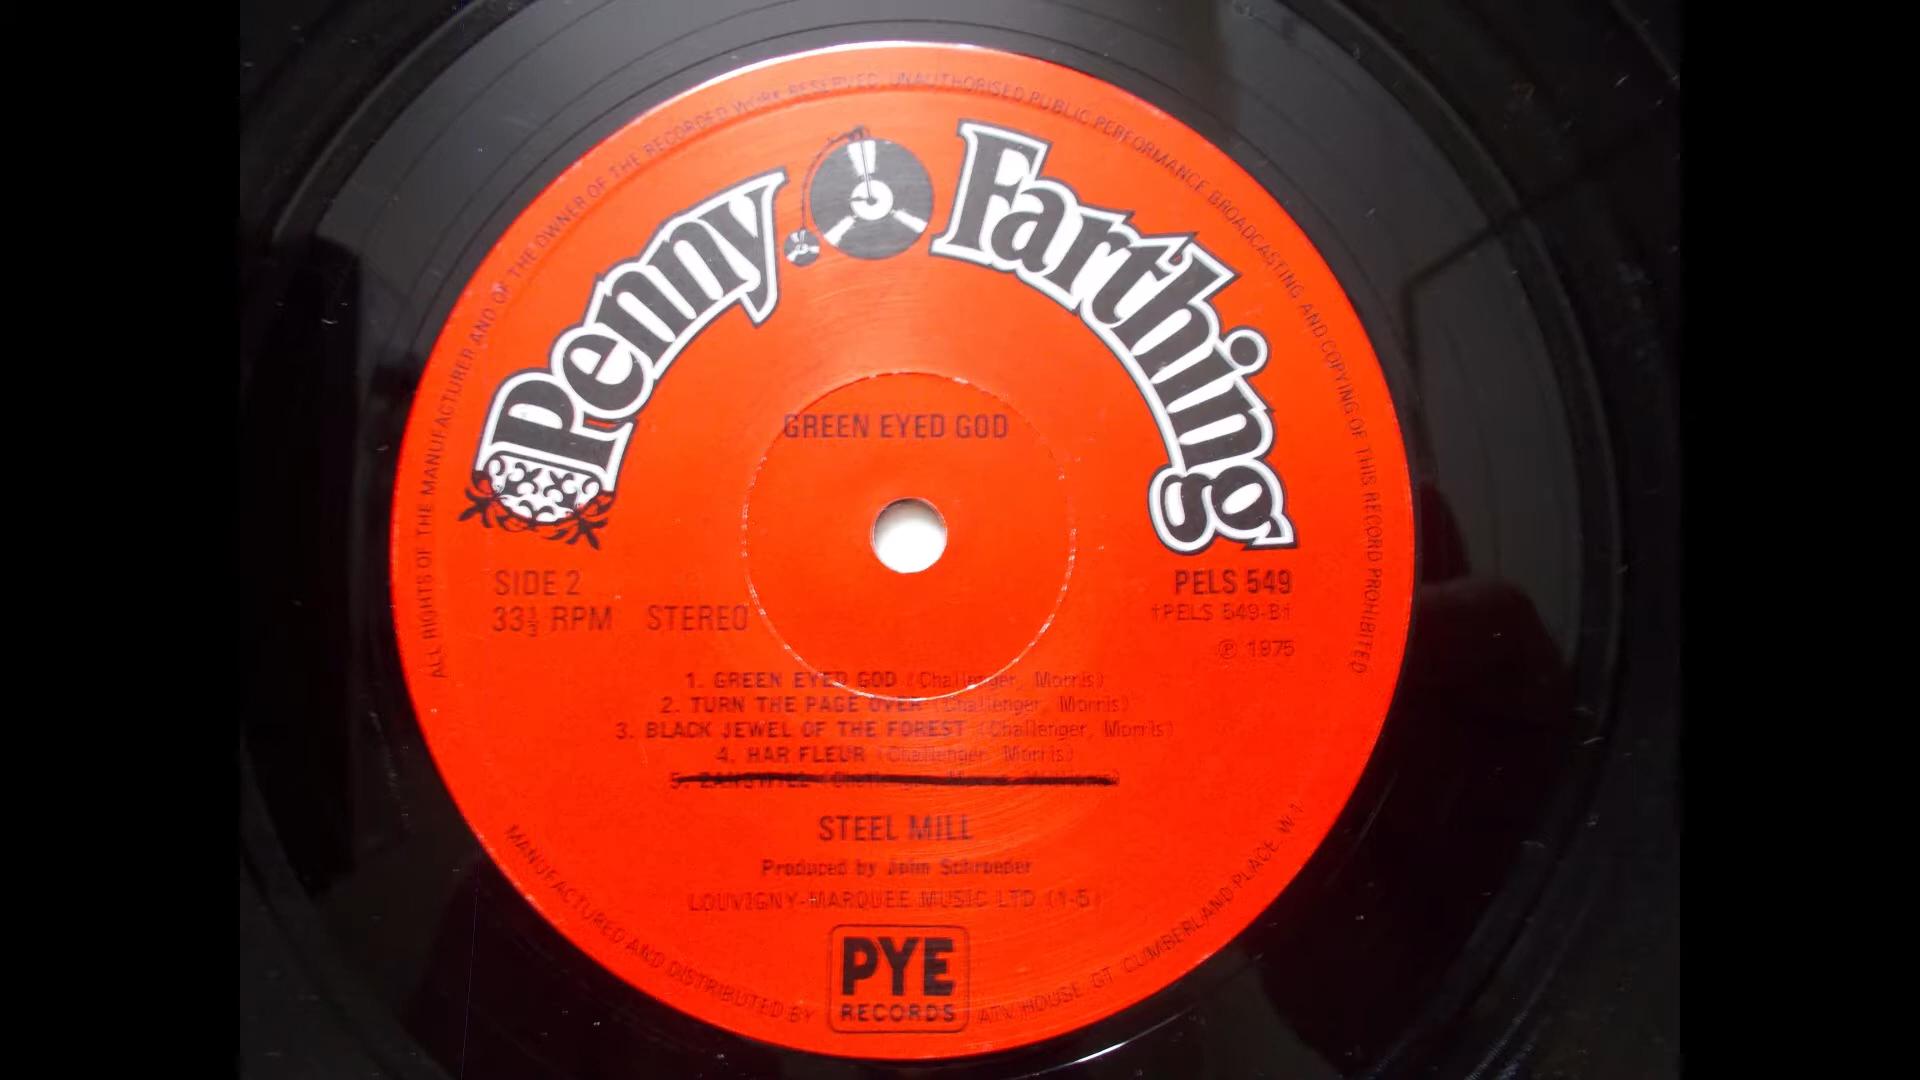 ALL RIGHTS OF THE MANUFACTURER AND OF THE OWNER OF THE RECORDED WORK RESERVED UNAUTHORISED PUBLIC PERFORMANCE BROADCASTING AND COPYING OF THIS RECORD PROHIBITED
Penny Farthing
GREEN EYED GOD
SIDE 2
33⅓ RPM STEREO
PELS 549
†PELS 549-B†
℗ 1975
1. GREEN EYED GOD (Challenger, Morris)
2. TURN THE PAGE OVER (Challenger, Morris)
3. BLACK JEWEL OF THE FOREST (Challenger, Morris)
4. HAR FLEUR (Challenger, Morris)
5.
STEEL MILL
Produced by John Schroeder
LOUVIGNY-MARQUEE MUSIC LTD (1-5)
PYE
RECORDS
MANUFACTURED AND DISTRIBUTED BY
ATV HOUSE GT CUMBERLAND PLACE W 1